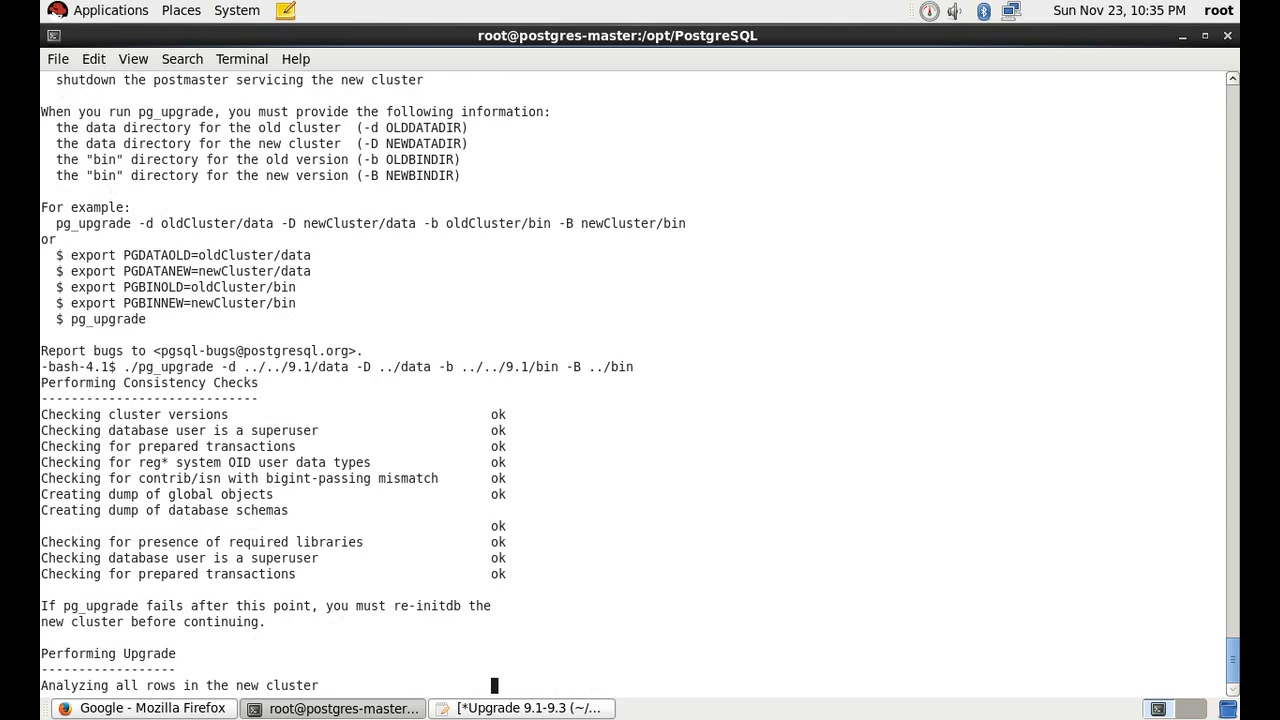 Applications Places System Sun Nov 23, 10:35 PM root
root@postgres-master:/opt/PostgreSQL
File Edit View Search Terminal Help
shutdown the postmaster servicing the new cluster
When you run pg_upgrade, you must provide the following information:
the data directory for the old cluster (-d OLDDATADIR)
the data directory for the new cluster (-D NEWDATADIR)
the "bin" directory for the old version (-b OLDBINDIR)
the "bin" directory for the new version (-B NEWBINDIR)
For example:
pg_upgrade -d oldCluster/data -D newCluster/data -b oldCluster/bin -B newCluster/bin
or
$ export PGDATAOLD=oldCluster/data
$ export PGDATANEW=newCluster/data
$ export PGBINOLD=oldCluster/bin
$ export PGBINNEW=newCluster/bin
$ pg_upgrade
Report bugs to <pgsql-bugs@postgresql.org>.
-bash-4.1$ ./pg_upgrade -d ../../9.1/data -D ../data -b ../../9.1/bin -B ../bin
Performing Consistency Checks
-----------------------------
Checking cluster versions ok
Checking database user is a superuser ok
Checking for prepared transactions ok
Checking for reg* system OID user data types ok
Checking for contrib/isn with bigint-passing mismatch ok
Creating dump of global objects ok
Creating dump of database schemas
ok
Checking for presence of required libraries ok
Checking database user is a superuser ok
Checking for prepared transactions ok
If pg_upgrade fails after this point, you must re-initdb the
new cluster before continuing.
Performing Upgrade
------------------
Analyzing all rows in the new cluster
Google - Mozilla Firefox root@postgres-master... [*Upgrade 9.1-9.3 (~/...